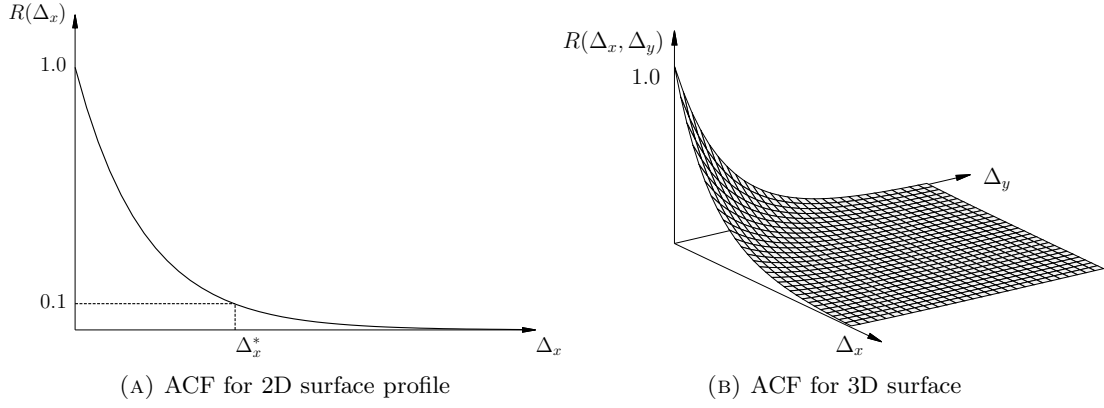 R(Δx)
1.0
0.1
Δ*x
Δx
(A) ACF for 2D surface profile
R(Δx, Δy)
1.0
Δy
Δx
(B) ACF for 3D surface